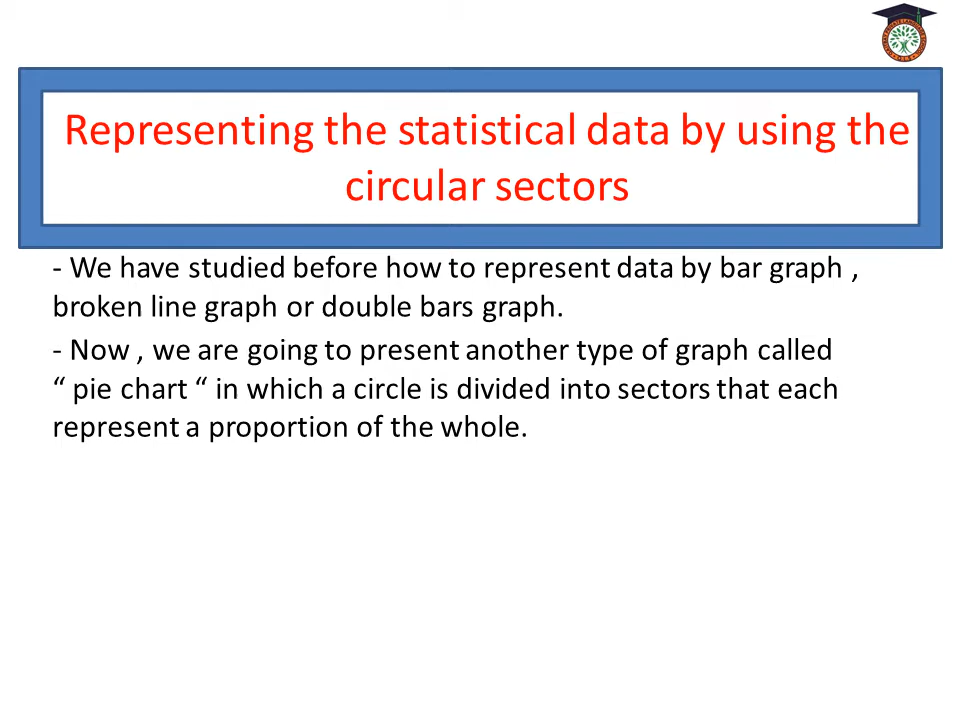 Representing the statistical data by using the
circular sectors
- We have studied before how to represent data by bar graph ,
broken line graph or double bars graph.
- Now , we are going to present another type of graph called
“ pie chart “ in which a circle is divided into sectors that each
represent a proportion of the whole.